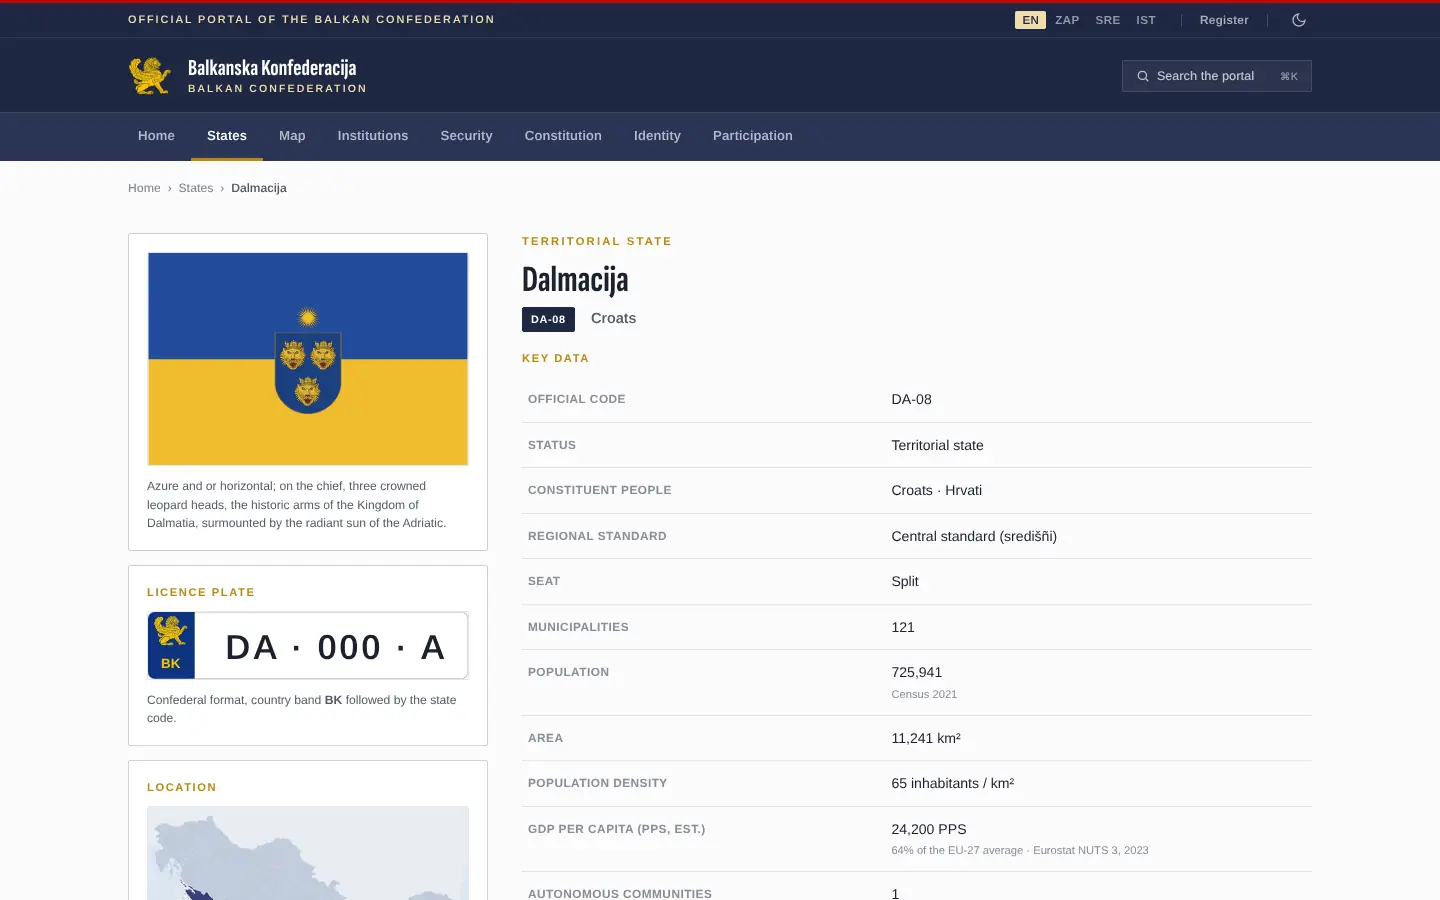 OFFICIAL PORTAL OF THE BALKAN CONFEDERATION
EN ZAP SRE IST Register
Balkanska Konfederacija
BALKAN CONFEDERATION
Search the portal ⌘K
Home States Map Institutions Security Constitution Identity Participation
Home › States › Dalmacija
Azure and or horizontal; on the chief, three crowned
leopard heads, the historic arms of the Kingdom of
Dalmatia, surmounted by the radiant sun of the Adriatic.
LICENCE PLATE
BK
DA · 000 · A
Confederal format, country band BK followed by the state
code.
LOCATION
TERRITORIAL STATE
Dalmacija
DA-08 Croats
KEY DATA
OFFICIAL CODE DA-08
STATUS Territorial state
CONSTITUENT PEOPLE Croats · Hrvati
REGIONAL STANDARD Central standard (središñi)
SEAT Split
MUNICIPALITIES 121
POPULATION 725,941
Census 2021
AREA 11,241 km²
POPULATION DENSITY 65 inhabitants / km²
GDP PER CAPITA (PPS, EST.) 24,200 PPS
64% of the EU-27 average · Eurostat NUTS 3, 2023
AUTONOMOUS COMMUNITIES 1